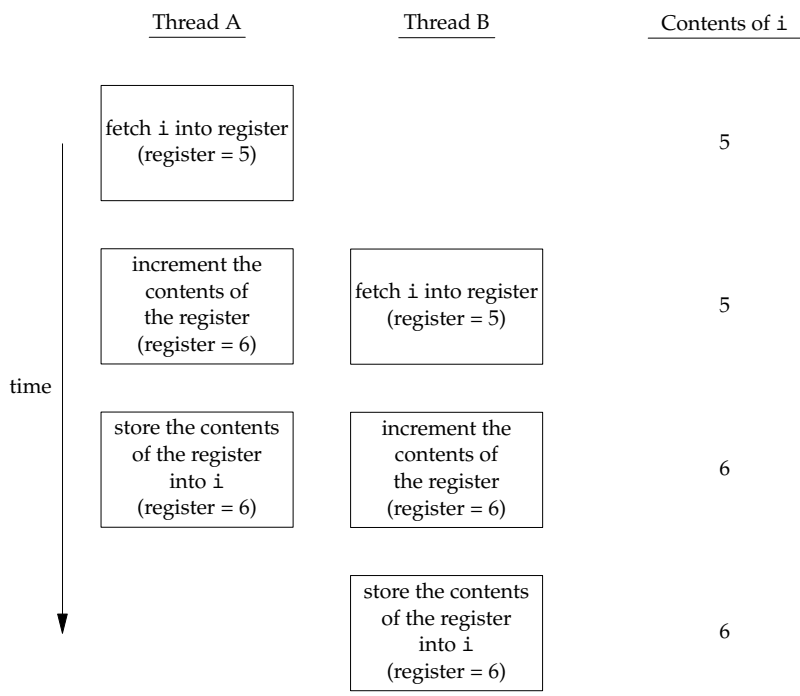 Thread A
Thread B
Contents of i
fetch i into register
(register = 5)
5
increment the
contents of
the register
(register = 6)
fetch i into register
(register = 5)
5
time
store the contents
of the register
into i
(register = 6)
increment the
contents of
the register
(register = 6)
6
store the contents
of the register
into i
(register = 6)
6